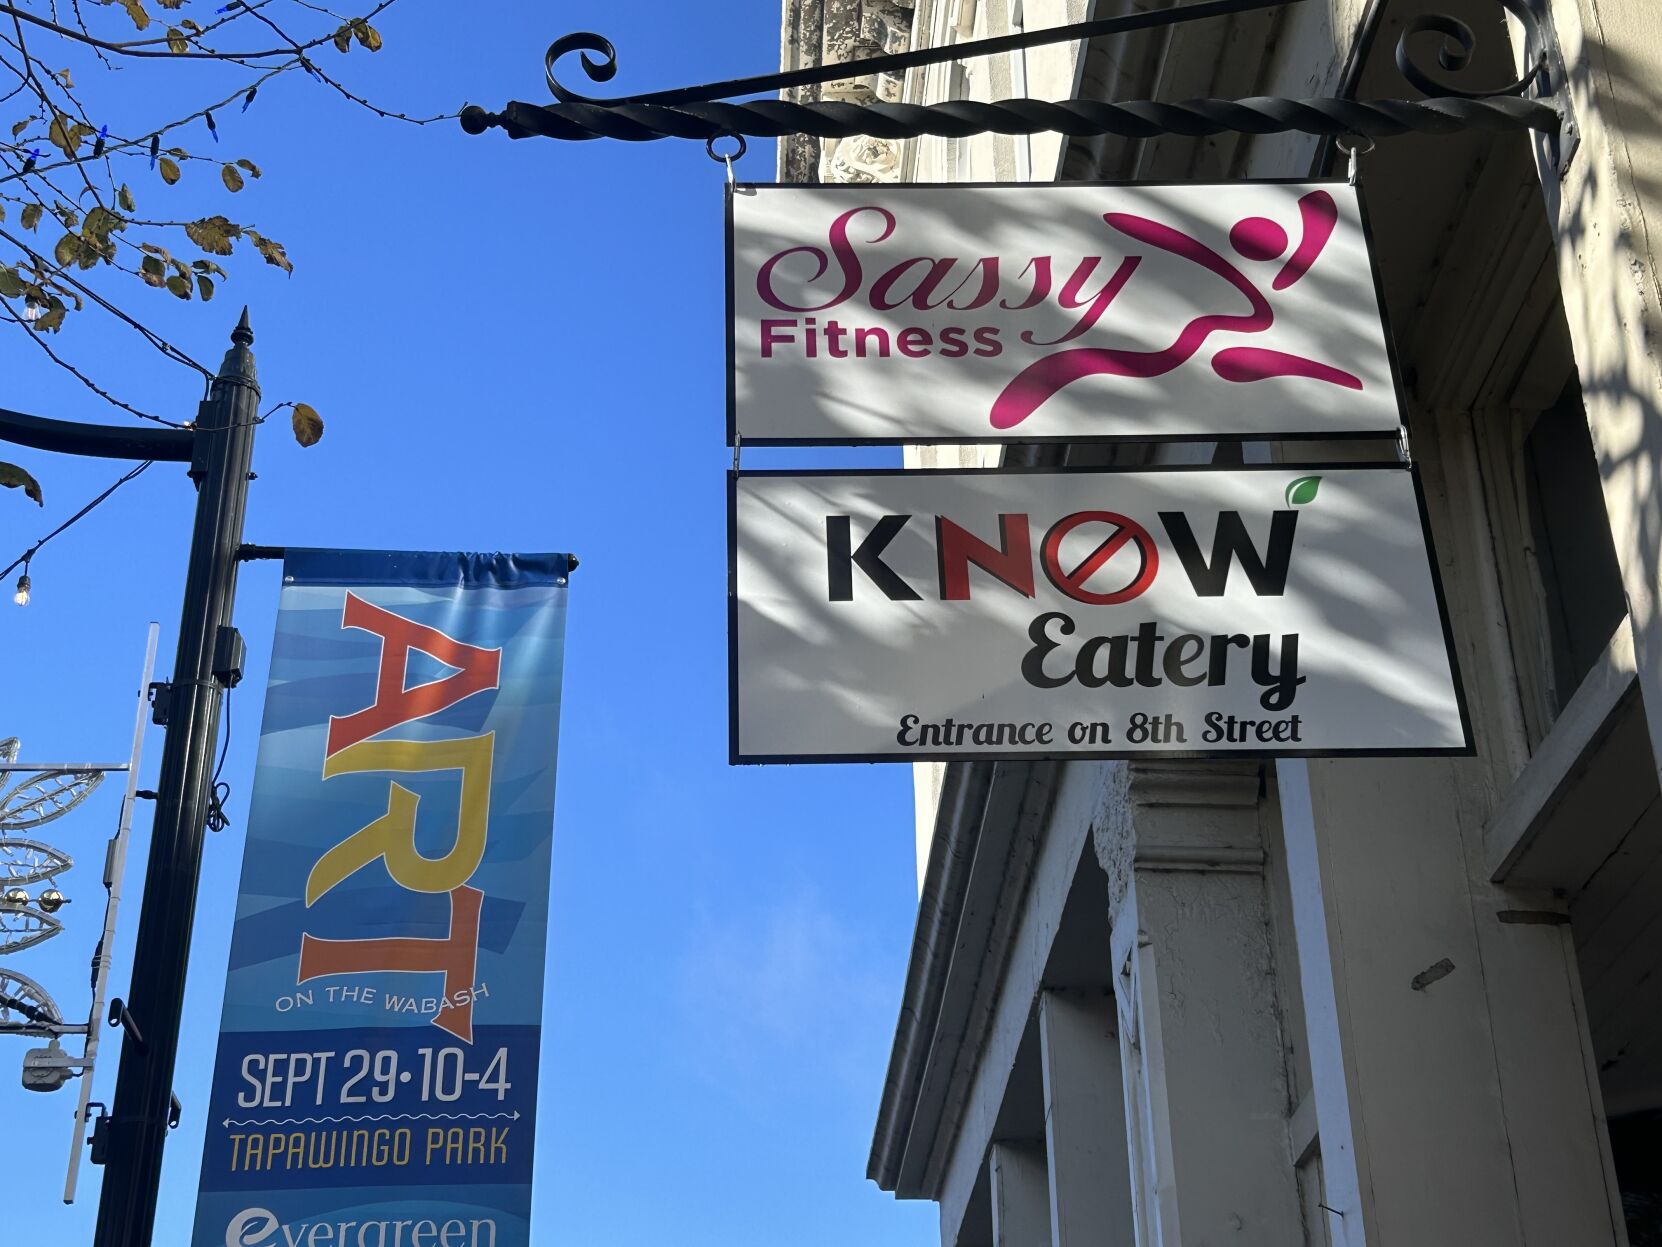 Sassy
Fitness
KNOW
Eatery
Entrance on 8th Street
ART
ON THE WABASH
SEPT 29•10-4
TAPAWINGO PARK
evergreen